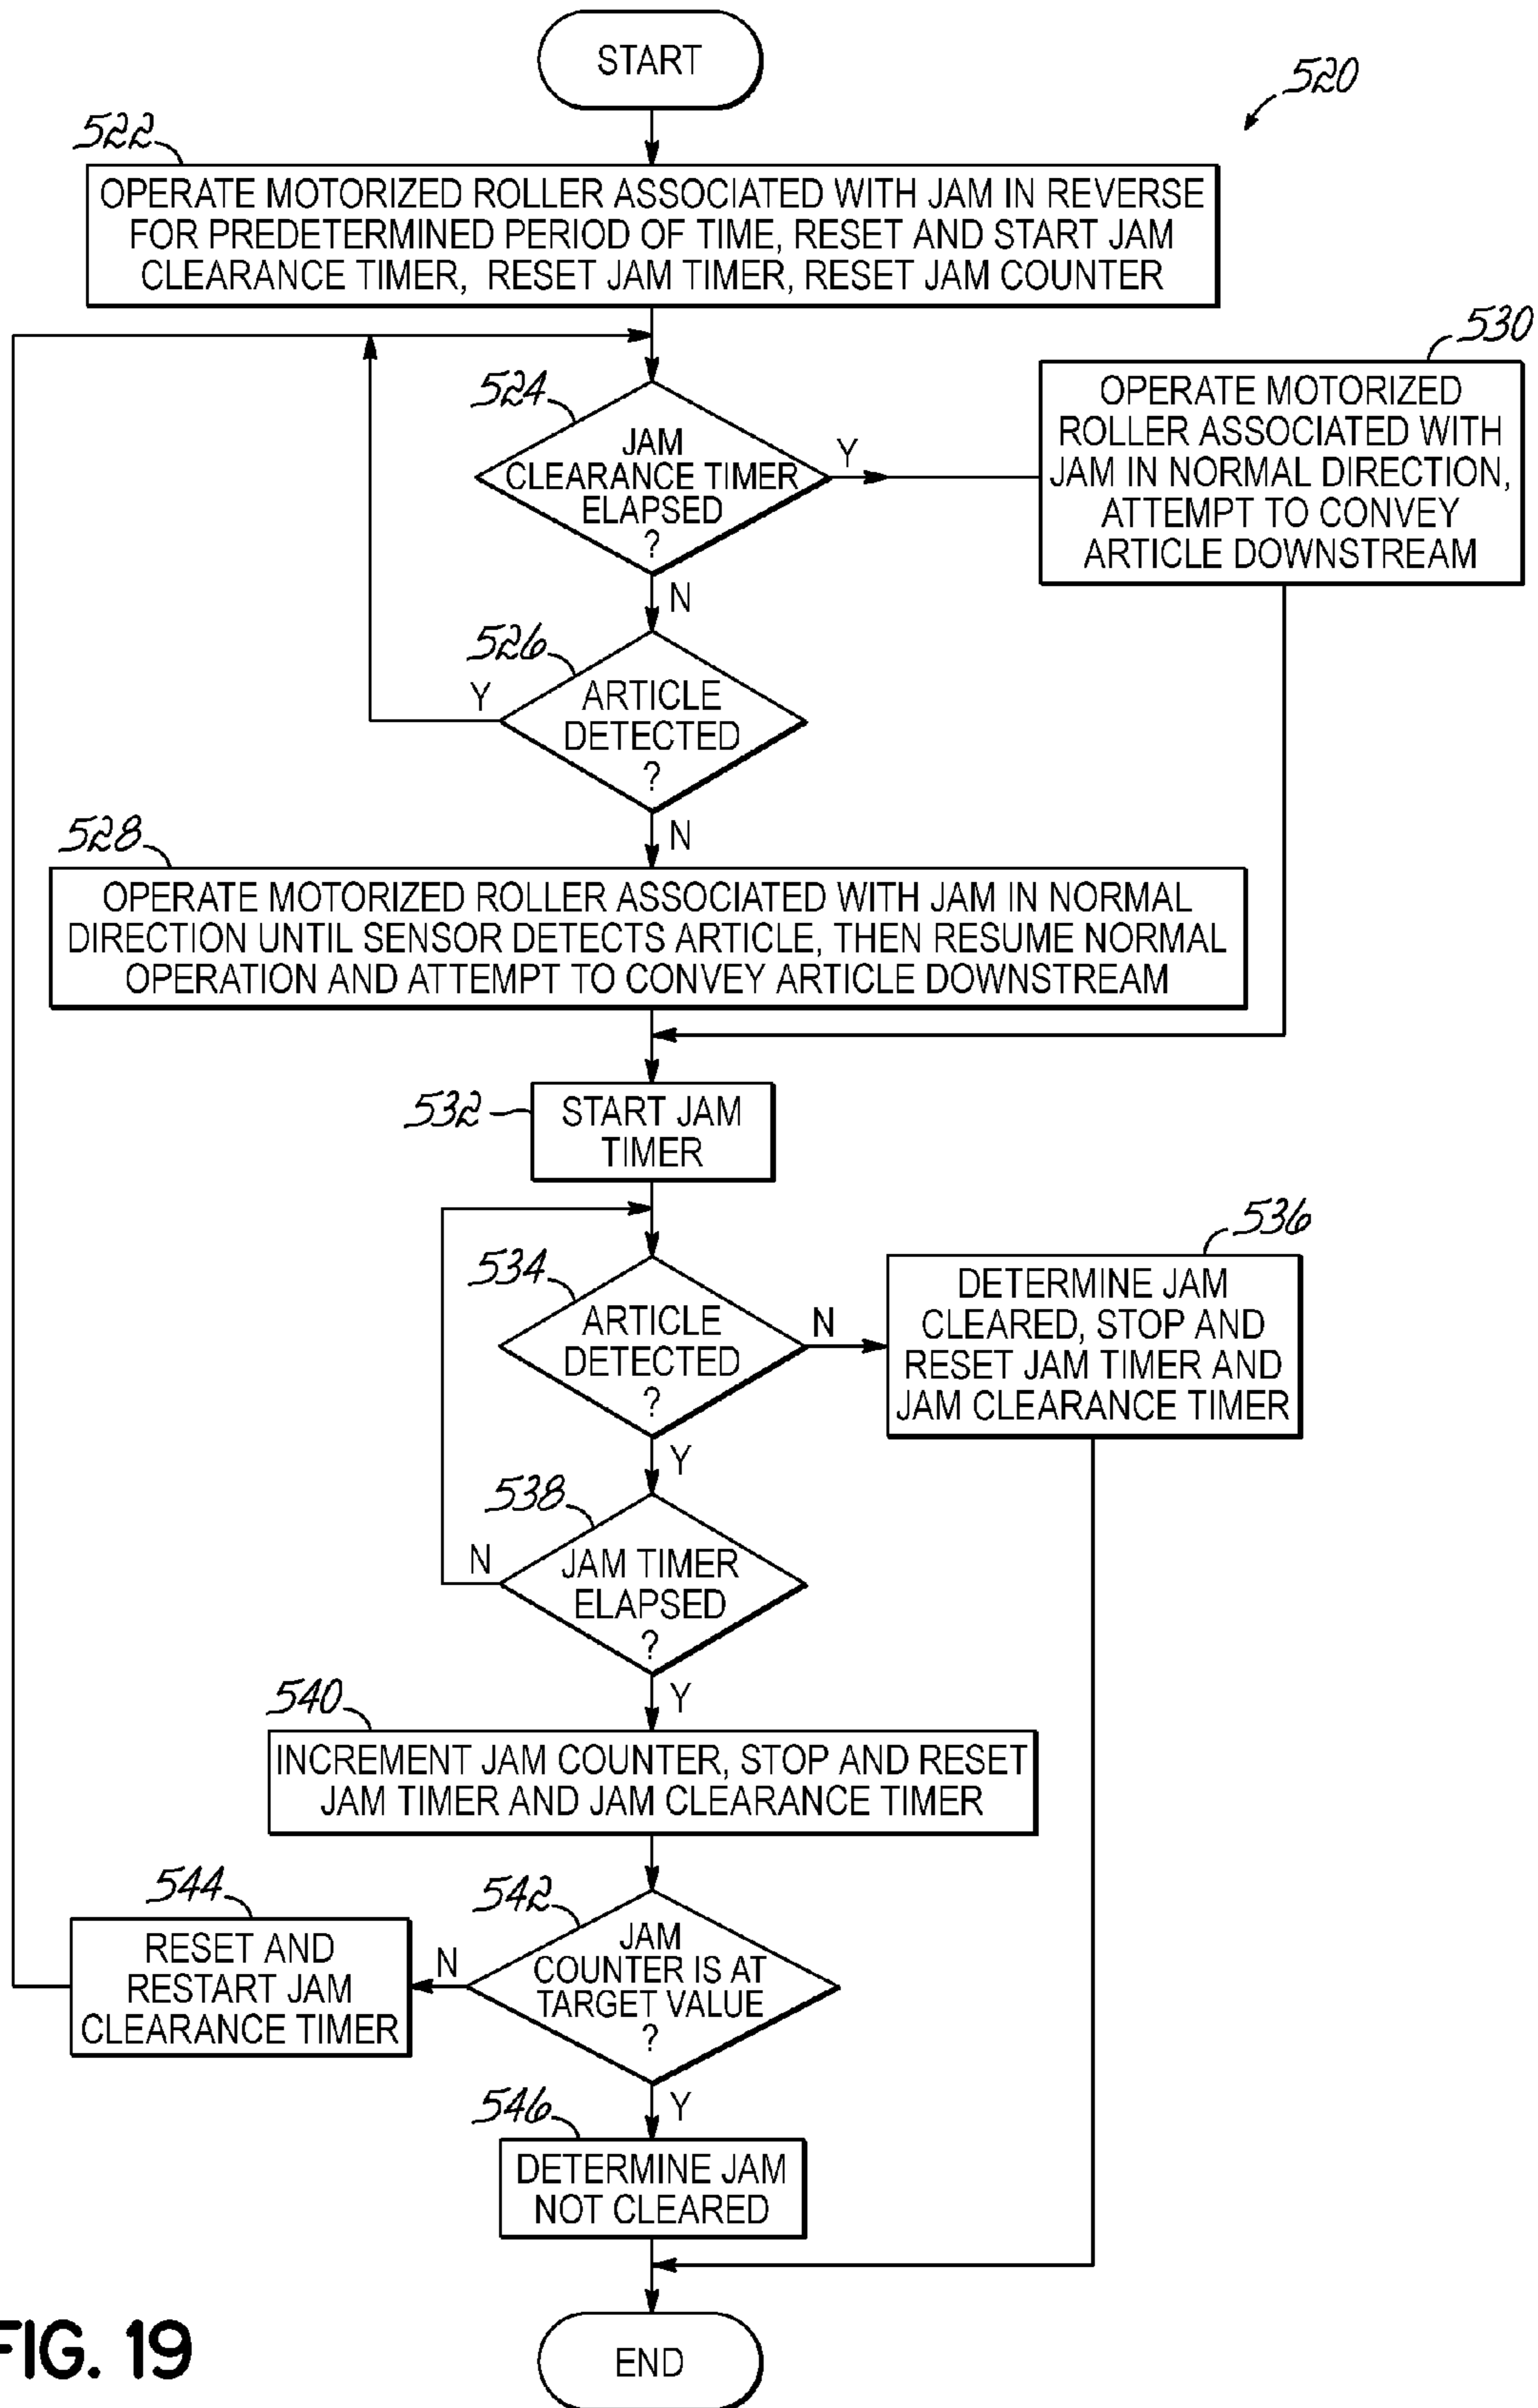 START
520
522
OPERATE MOTORIZED ROLLER ASSOCIATED WITH JAM IN REVERSE
FOR PREDETERMINED PERIOD OF TIME, RESET AND START JAM
CLEARANCE TIMER, RESET JAM TIMER, RESET JAM COUNTER
530
OPERATE MOTORIZED
ROLLER ASSOCIATED WITH
JAM IN NORMAL DIRECTION,
ATTEMPT TO CONVEY
ARTICLE DOWNSTREAM
524
JAM
CLEARANCE TIMER
ELAPSED
?
Y
N
526
ARTICLE
DETECTED
?
Y
N
528
OPERATE MOTORIZED ROLLER ASSOCIATED WITH JAM IN NORMAL
DIRECTION UNTIL SENSOR DETECTS ARTICLE, THEN RESUME NORMAL
OPERATION AND ATTEMPT TO CONVEY ARTICLE DOWNSTREAM
532
START JAM
TIMER
534
ARTICLE
DETECTED
?
N
Y
536
DETERMINE JAM
CLEARED, STOP AND
RESET JAM TIMER AND
JAM CLEARANCE TIMER
538
JAM TIMER
ELAPSED
?
N
Y
540
INCREMENT JAM COUNTER, STOP AND RESET
JAM TIMER AND JAM CLEARANCE TIMER
542
JAM
COUNTER IS AT
TARGET VALUE
?
N
Y
544
RESET AND
RESTART JAM
CLEARANCE TIMER
546
DETERMINE JAM
NOT CLEARED
END
FIG. 19